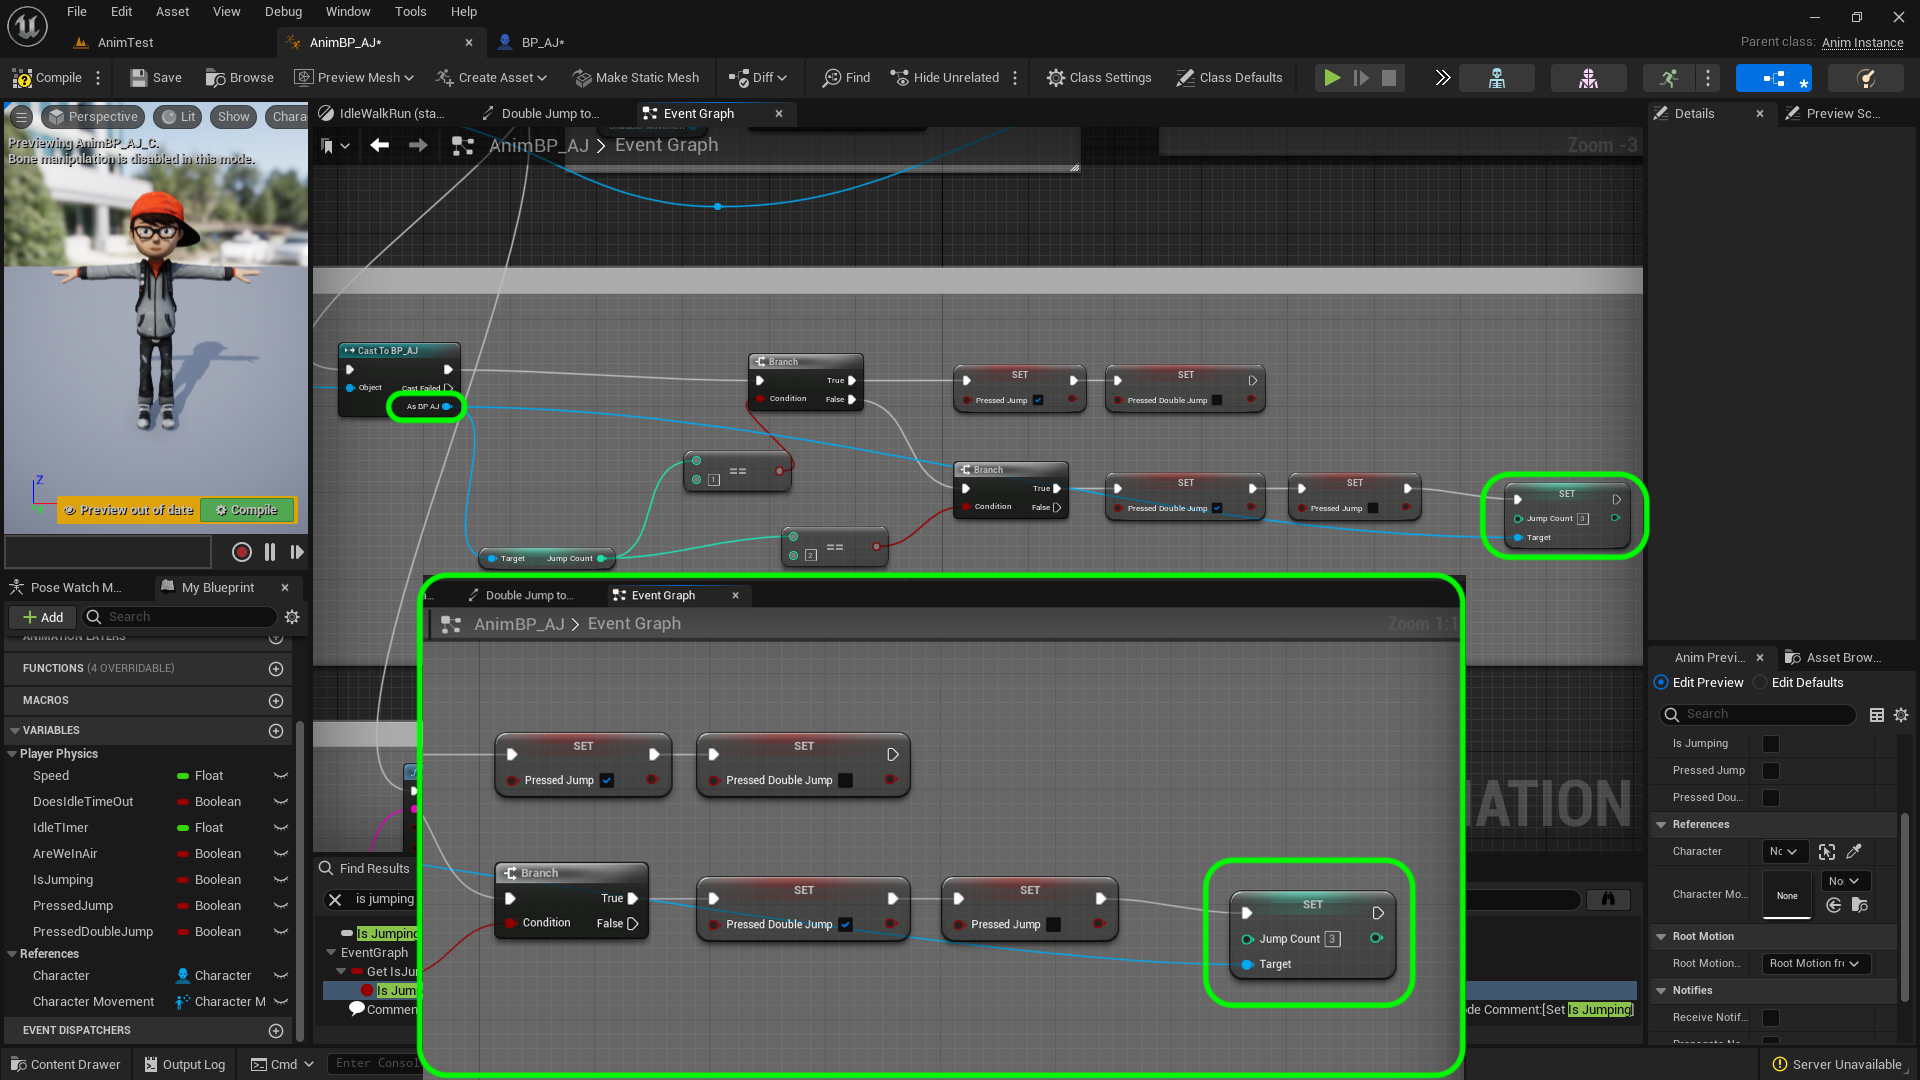 File Edit Asset View Debug Window Tools Help
AnimTest AnimBP_AJ* BP_AJ*
Parent class: Anim Instance
Compile Save Browse Preview Mesh Create Asset Make Static Mesh Diff Find Hide Unrelated Class Settings Class Defaults
IdleWalkRun (sta... Double Jump to... Event Graph
Details Preview Sc...
Perspective Lit Show Chara
Previewing AnimBP_AJ_C.
Bone manipulation is disabled in this mode.
AnimBP_AJ > Event Graph
Zoom -3
Cast To BP_AJ
Object Cast Failed
As BP AJ
Branch
True
Condition False
SET
Pressed Jump
SET
Pressed Double Jump
==
1
Branch
True
Condition False
SET
Pressed Double Jump
SET
Pressed Jump
SET
Jump Count 3
Target
==
2
Target Jump Count
Z
Y
Preview out of date Compile
Pose Watch M... My Blueprint
Add Search
ANIMATION LAYERS
FUNCTIONS (4 OVERRIDABLE)
MACROS
VARIABLES
Player Physics
Speed Float
DoesIdleTimeOut Boolean
IdleTImer Float
AreWeInAir Boolean
IsJumping Boolean
PressedJump Boolean
PressedDoubleJump Boolean
References
Character Character
Character Movement Character M
EVENT DISPATCHERS
Find Results
is jumping
Is Jumping
EventGraph
Get IsJum
Is Jum
Commen
de Comment:[Set Is Jumping]
MATION
Double Jump to... Event Graph
AnimBP_AJ > Event Graph
Zoom 1:1
SET
Pressed Jump
SET
Pressed Double Jump
Branch
True
Condition False
SET
Pressed Double Jump
SET
Pressed Jump
SET
Jump Count 3
Target
Anim Previ... Asset Brow...
Edit Preview Edit Defaults
Search
Is Jumping
Pressed Jump
Pressed Dou...
References
Character Nc
Character Mo... None No
Root Motion
Root Motion... Root Motion fr
Notifies
Receive Notif...
Content Drawer Output Log Cmd Enter Consol
Server Unavailable